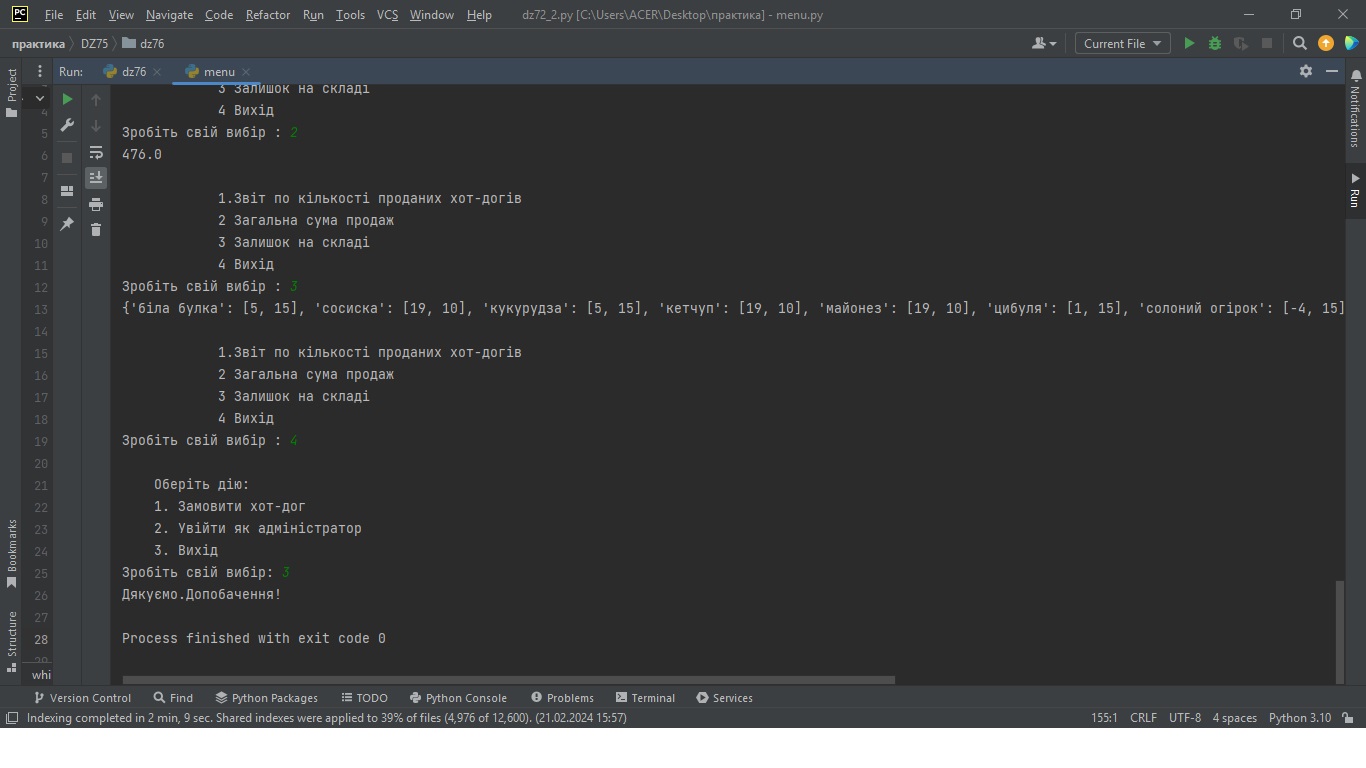 PC File Edit View Navigate Code Refactor Run Tools VCS Window Help dz72_2.py [C:\Users\ACER\Desktop\практика] - menu.py
практика DZ75 dz76 Current File
Project Run: dz76 menu Notifications
3 Залишок на складі
4 4 Вихід
5 Зробіть свій вибір : 2
6 476.0
7
8 1.Звіт по кількості проданих хот-догів
9 2 Загальна сума продаж Run
10 3 Залишок на складі
11 4 Вихід
12 Зробіть свій вибір : 3
13 {'біла булка': [5, 15], 'сосиска': [19, 10], 'кукурудза': [5, 15], 'кетчуп': [19, 10], 'майонез': [19, 10], 'цибуля': [1, 15], 'солоний огірок': [-4, 15]
14
15 1.Звіт по кількості проданих хот-догів
16 2 Загальна сума продаж
17 3 Залишок на складі
18 4 Вихід
19 Зробіть свій вибір : 4
20
21 Оберіть дію:
22 1. Замовити хот-дог
23 2. Увійти як адміністратор
24 3. Вихід
Bookmarks
25 Зробіть свій вибір: 3
26 Дякуємо.Допобачення!
27
28 Process finished with exit code 0
Structure
29
whi
Version Control Find Python Packages TODO Python Console Problems Terminal Services
Indexing completed in 2 min, 9 sec. Shared indexes were applied to 39% of files (4,976 of 12,600). (21.02.2024 15:57) 155:1 CRLF UTF-8 4 spaces Python 3.10